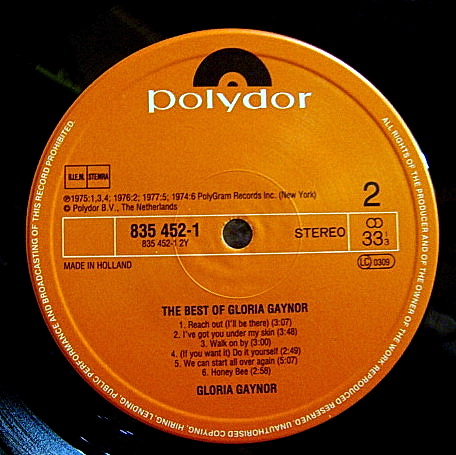 polydor
B.I.E.M. STEMRA
℗1975:1,3,4; 1976:2; 1977:5; 1974:6 PolyGram Records Inc. (New York)
© Polydor B.V., The Netherlands
2
835 452-1
835 452-1 2Y
STEREO
33 1/3
MADE IN HOLLAND
LC 0309
THE BEST OF GLORIA GAYNOR
1. Reach out (I'll be there) (3:07)
2. I've got you under my skin (3:48)
3. Walk on by (3:00)
4. (If you want it) Do it yourself (2:49)
5. We can start all over again (5:07)
6. Honey Bee (2:58)
GLORIA GAYNOR
ALL RIGHTS OF THE PRODUCER AND OF THE OWNER OF THE WORK REPRODUCED RESERVED. UNAUTHORISED COPYING, HIRING, LENDING, PUBLIC PERFORMANCE AND BROADCASTING OF THIS RECORD PROHIBITED.